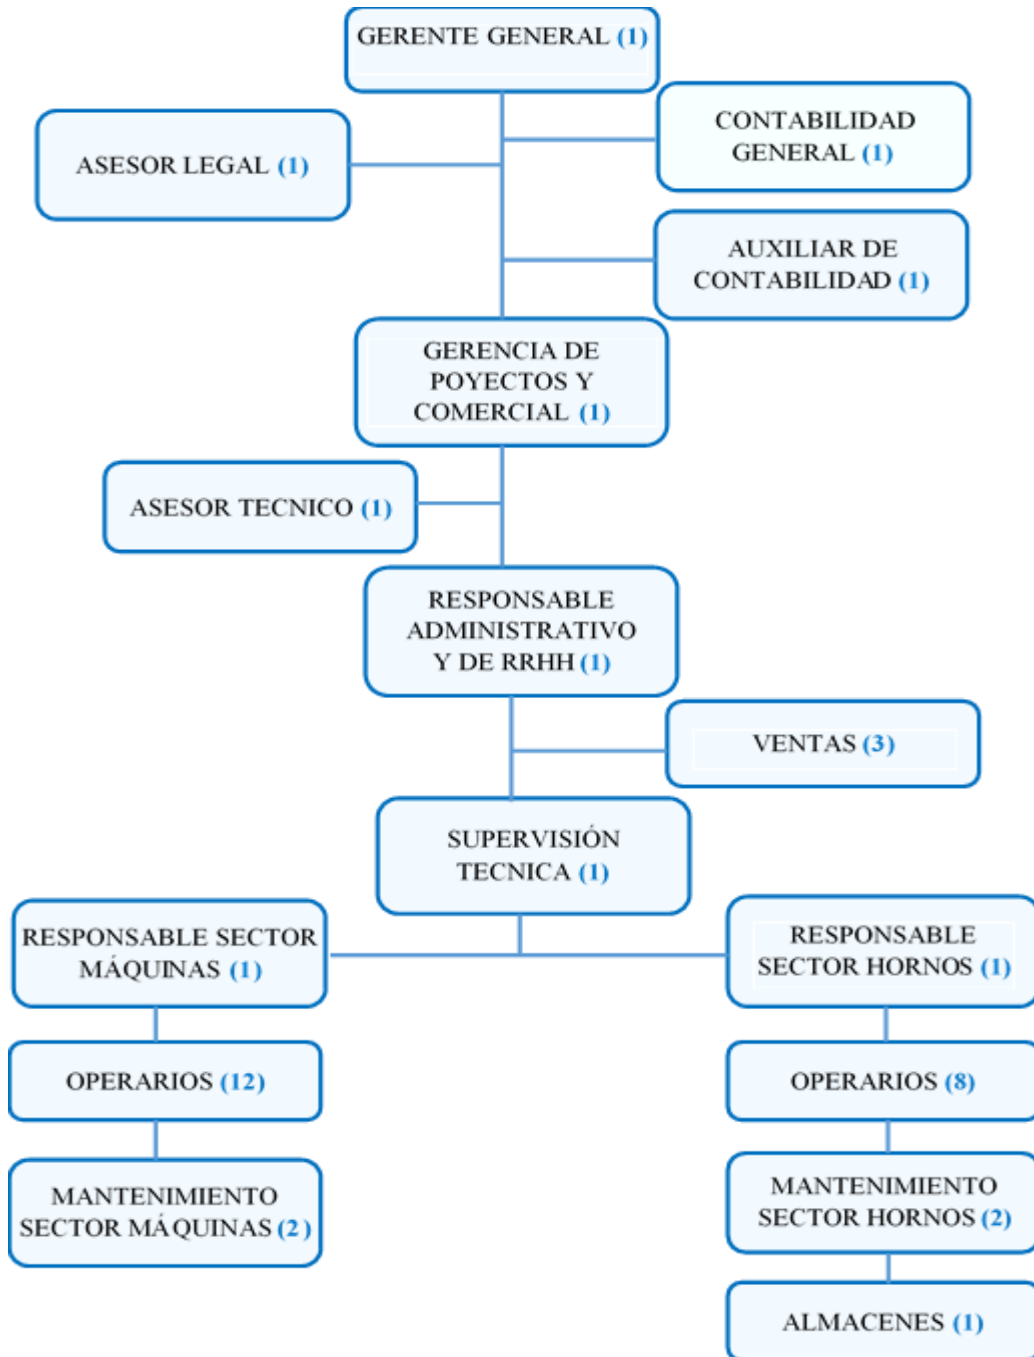 GERENTE GENERAL (1)
CONTABILIDAD
GENERAL (1)
ASESOR LEGAL (1)
AUXILIAR DE
CONTABILIDAD (1)
GERENCIA DE
POYECTOS Y
COMERCIAL (1)
ASESOR TECNICO (1)
RESPONSABLE
ADMINISTRATIVO
Y DE RRHH (1)
VENTAS (3)
SUPERVISIÓN
TECNICA (1)
RESPONSABLE SECTOR
MÁQUINAS (1)
RESPONSABLE
SECTOR HORNOS (1)
OPERARIOS (12)
OPERARIOS (8)
MANTENIMIENTO
SECTOR MÁQUINAS (2)
MANTENIMIENTO
SECTOR HORNOS (2)
ALMACENES (1)